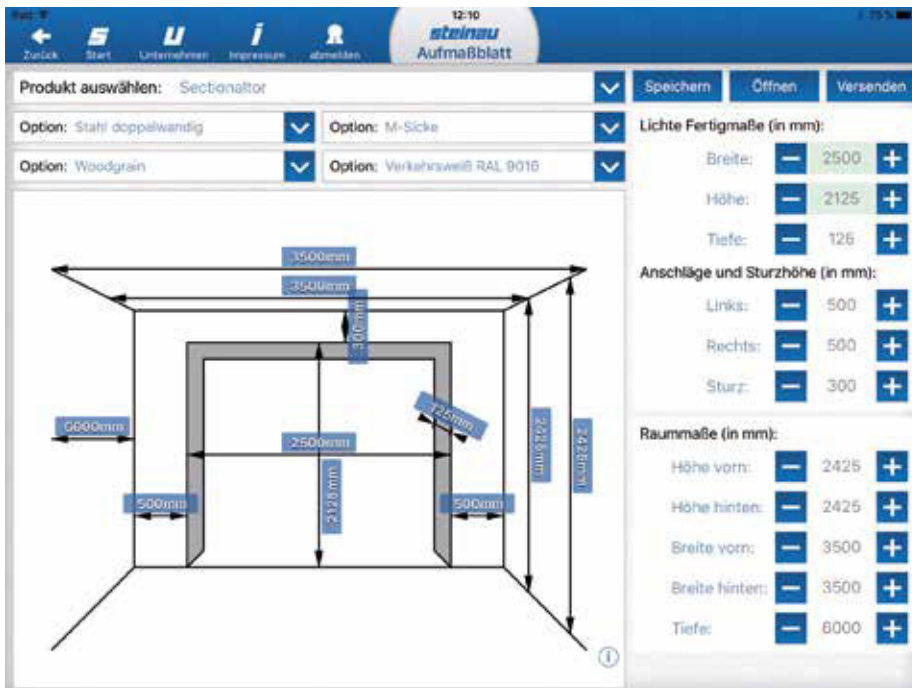 12:10
75 %
Zurück Start Unternehmen Impressum abmelden
steinau
Aufmaßblatt
Produkt auswählen: Sectionaltor
Speichern Öffnen Versenden
Option: Stahl doppelwandig
Option: M-Sicke
Option: Woodgrain
Option: Verkehrsweiß RAL 9016
Lichte Fertigmaße (in mm):
Breite: 2500
Höhe: 2125
Tiefe: 125
Anschläge und Sturzhöhe (in mm):
Links: 500
Rechts: 500
Sturz: 300
Raummaße (in mm):
Höhe vorn: 2425
Höhe hinten: 2425
Breite vorn: 3500
Breite hinten: 3500
Tiefe: 6000
3500mm
3500mm
300mm
6000mm
125mm
2500mm
2125mm
2425mm
2425mm
500mm
500mm